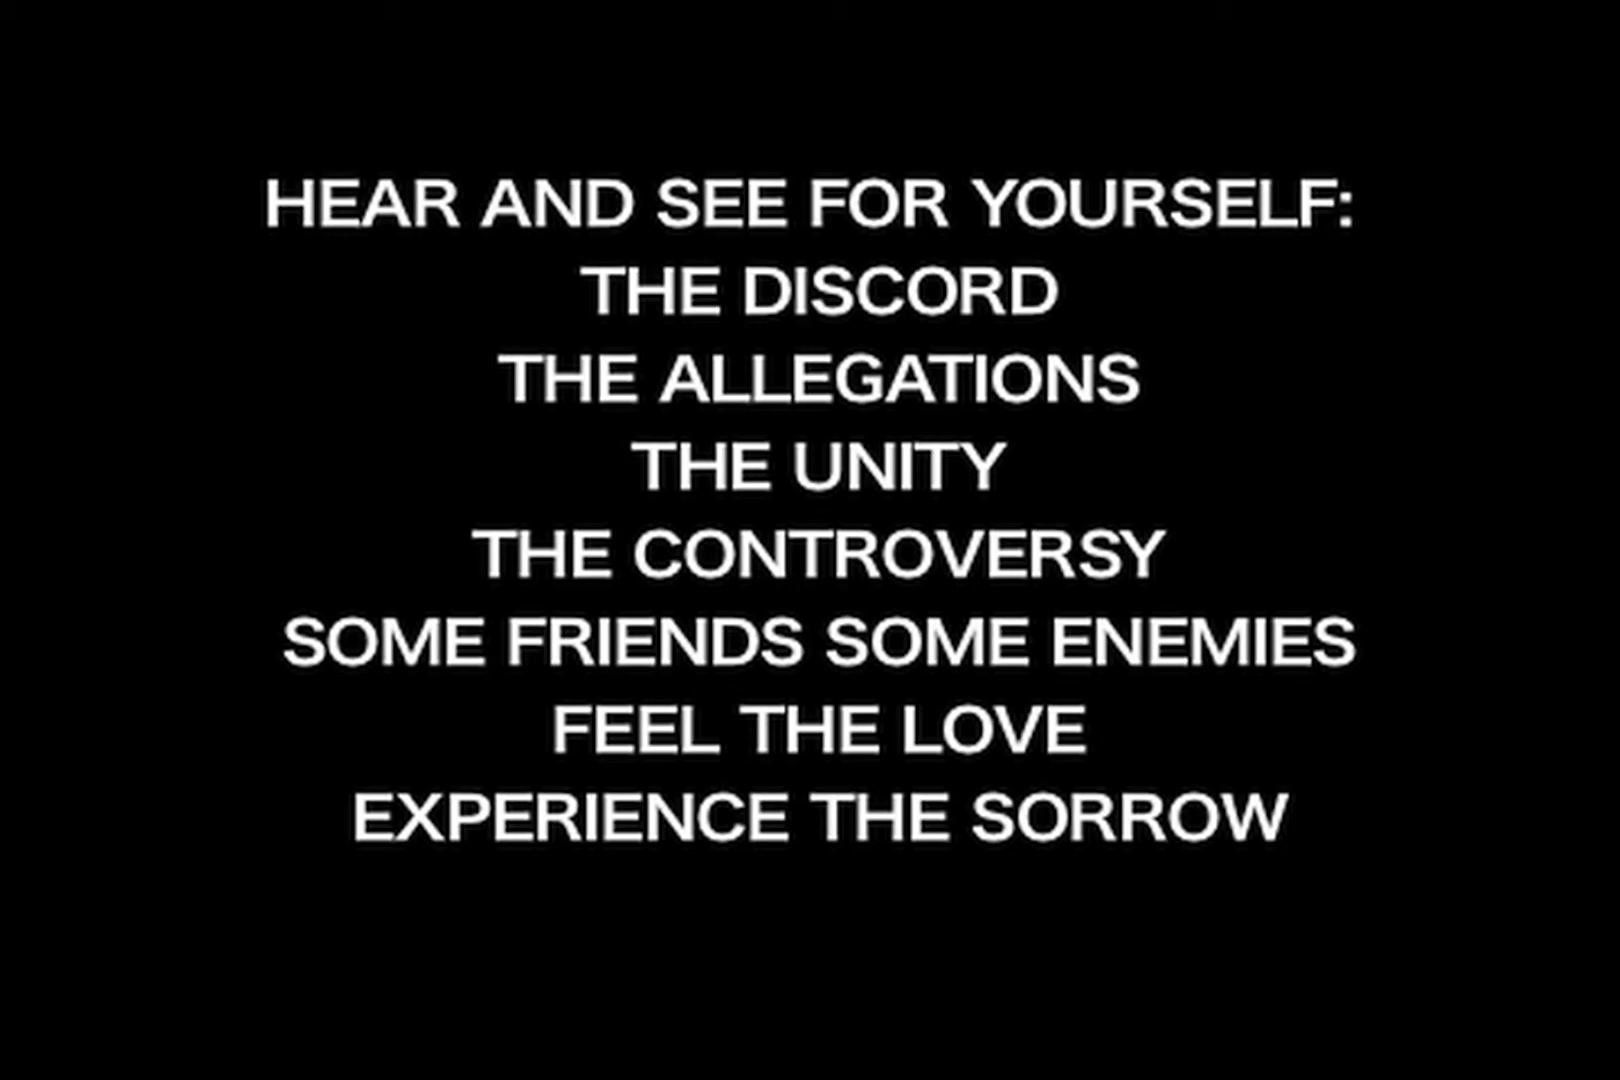 HEAR AND SEE FOR YOURSELF:
THE DISCORD
THE ALLEGATIONS
THE UNITY
THE CONTROVERSY
SOME FRIENDS SOME ENEMIES
FEEL THE LOVE
EXPERIENCE THE SORROW